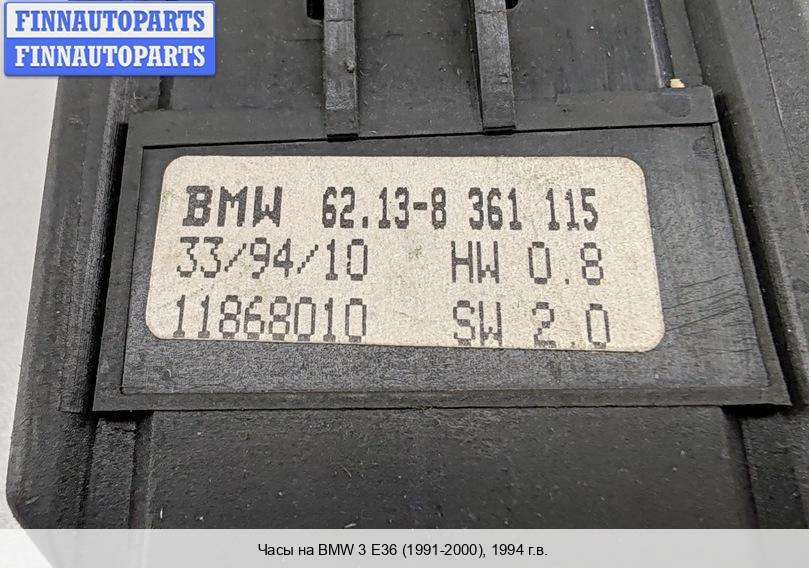 FINNAUTOPARTS
FINNAUTOPARTS
BMW 62.13-8 361 115
33/94/10 HW 0.8
11868010 SW 2.0
Часы на BMW 3 E36 (1991-2000), 1994 г.в.